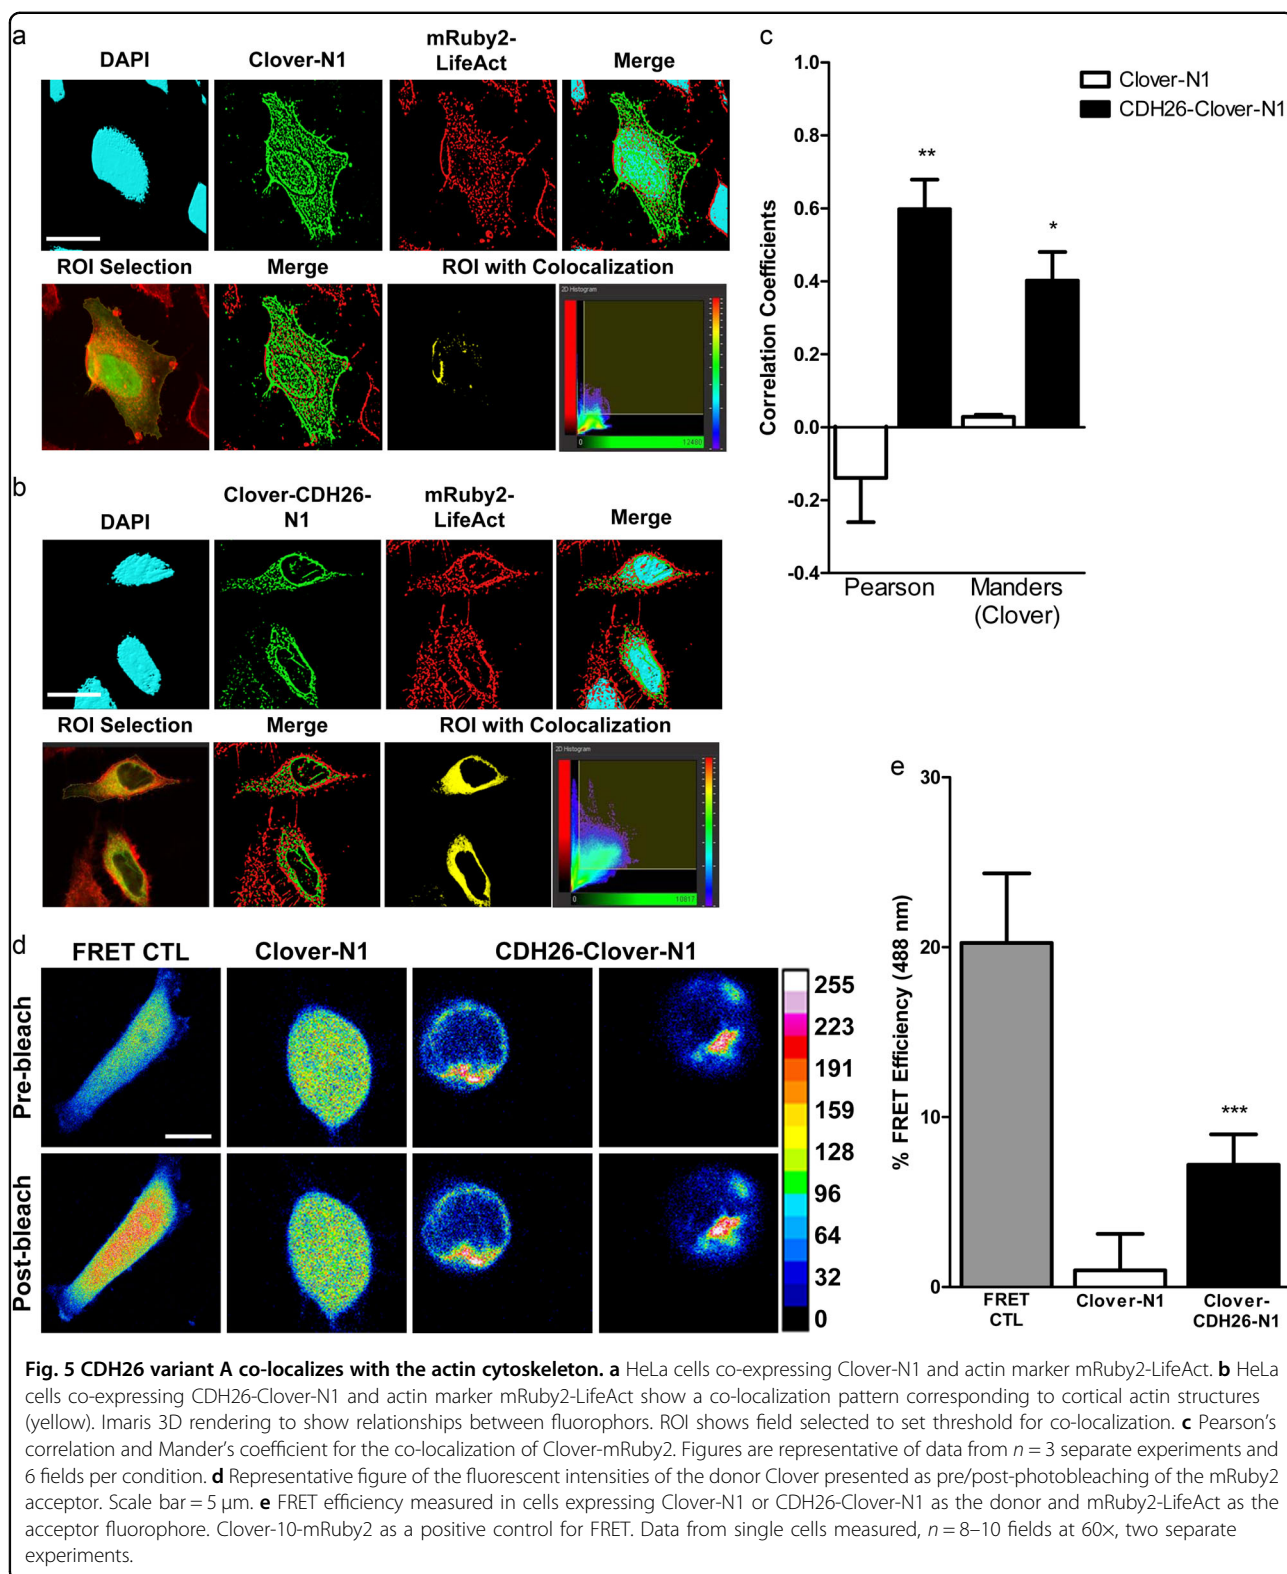 a
DAPI
Clover-N1
mRuby2-
LifeAct
Merge
ROI Selection
Merge
ROI with Colocalization
2D Histogram
0
12480
b
DAPI
Clover-CDH26-
N1
mRuby2-
LifeAct
Merge
ROI Selection
Merge
ROI with Colocalization
2D Histogram
0
10817
c
1.0
0.8
0.6
0.4
0.2
0.0
-0.2
-0.4
Correlation Coefficients
Clover-N1
CDH26-Clover-N1
**
*
Pearson
Manders
(Clover)
d
FRET CTL
Clover-N1
CDH26-Clover-N1
Pre-bleach
Post-bleach
255
223
191
159
128
96
64
32
0
e
30
20
10
0
% FRET Efficiency (488 nm)
***
FRET
CTL
Clover-N1
Clover-
CDH26-N1
Fig. 5 CDH26 variant A co-localizes with the actin cytoskeleton. a HeLa cells co-expressing Clover-N1 and actin marker mRuby2-LifeAct. b HeLa
cells co-expressing CDH26-Clover-N1 and actin marker mRuby2-LifeAct show a co-localization pattern corresponding to cortical actin structures
(yellow). Imaris 3D rendering to show relationships between fluorophors. ROI shows field selected to set threshold for co-localization. c Pearson's
correlation and Mander's coefficient for the co-localization of Clover-mRuby2. Figures are representative of data from n = 3 separate experiments and
6 fields per condition. d Representative figure of the fluorescent intensities of the donor Clover presented as pre/post-photobleaching of the mRuby2
acceptor. Scale bar = 5 μm. e FRET efficiency measured in cells expressing Clover-N1 or CDH26-Clover-N1 as the donor and mRuby2-LifeAct as the
acceptor fluorophore. Clover-10-mRuby2 as a positive control for FRET. Data from single cells measured, n = 8–10 fields at 60×, two separate
experiments.